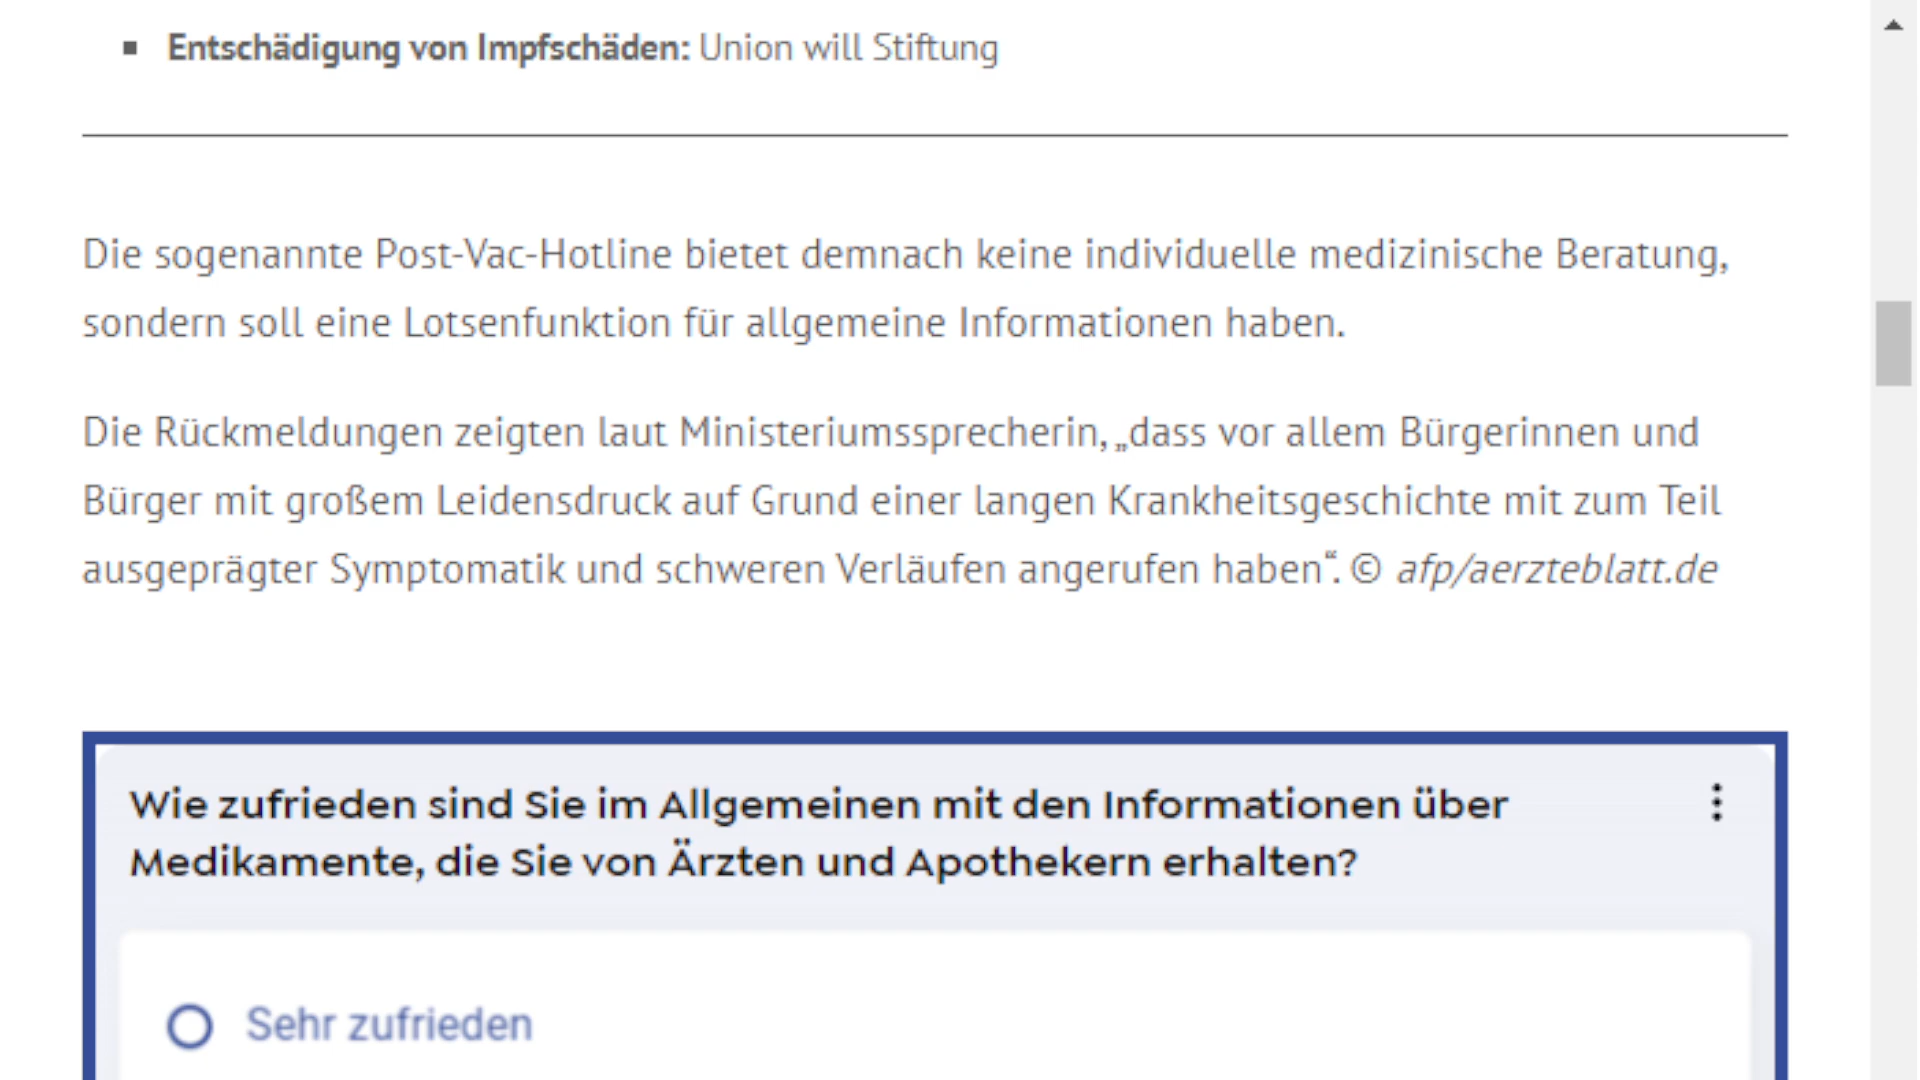 ▪ Entschädigung von Impfschäden: Union will Stiftung
Die sogenannte Post-Vac-Hotline bietet demnach keine individuelle medizinische Beratung,
sondern soll eine Lotsenfunktion für allgemeine Informationen haben.
Die Rückmeldungen zeigten laut Ministeriumssprecherin, „dass vor allem Bürgerinnen und
Bürger mit großem Leidensdruck auf Grund einer langen Krankheitsgeschichte mit zum Teil
ausgeprägter Symptomatik und schweren Verläufen angerufen haben“. © afp/aerzteblatt.de
Wie zufrieden sind Sie im Allgemeinen mit den Informationen über
Medikamente, die Sie von Ärzten und Apothekern erhalten?
Sehr zufrieden